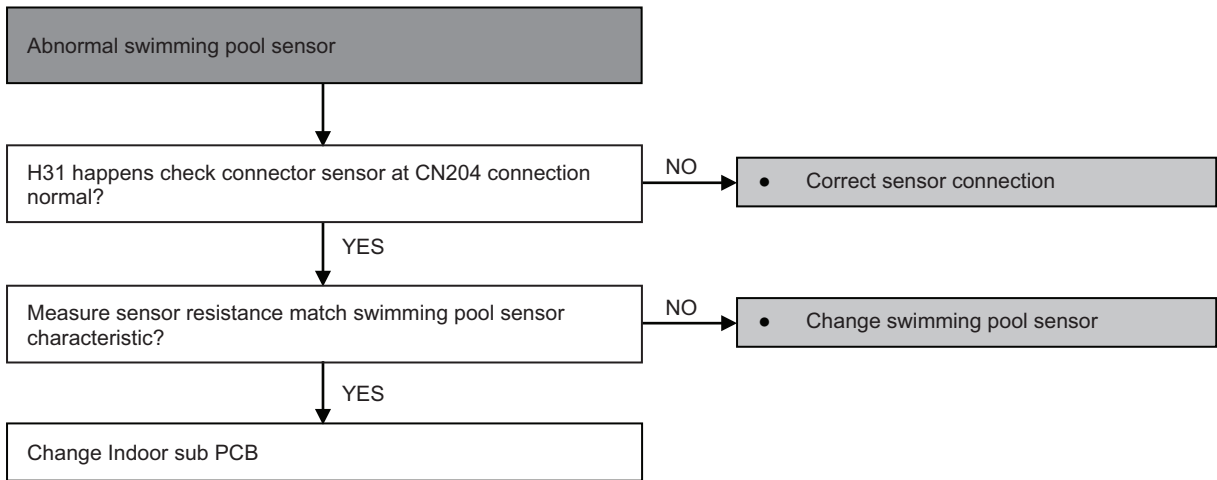 Abnormal swimming pool sensor
H31 happens check connector sensor at CN204 connection
normal?
NO
• Correct sensor connection
YES
Measure sensor resistance match swimming pool sensor
characteristic?
NO
• Change swimming pool sensor
YES
Change Indoor sub PCB